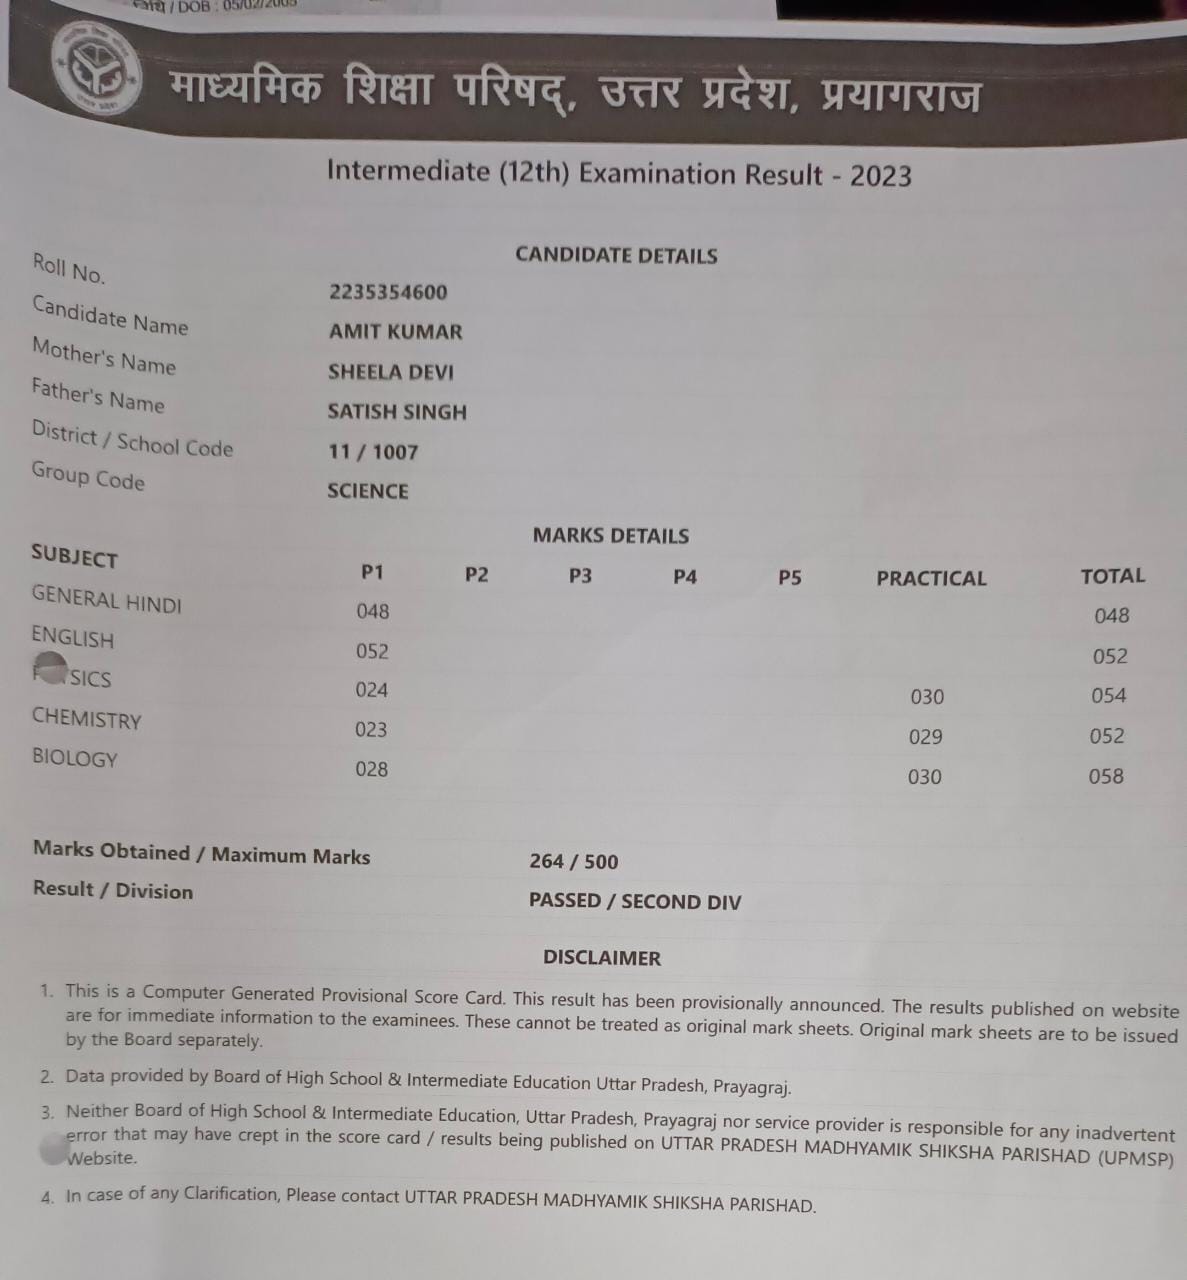 तिथि / DOB : 05/02/2005
माध्यमिक शिक्षा परिषद्, उत्तर प्रदेश, प्रयागराज
Intermediate (12th) Examination Result - 2023
CANDIDATE DETAILS
Roll No. 2235354600
Candidate Name AMIT KUMAR
Mother's Name SHEELA DEVI
Father's Name SATISH SINGH
District / School Code 11 / 1007
Group Code SCIENCE
MARKS DETAILS
SUBJECT P1 P2 P3 P4 P5 PRACTICAL TOTAL
GENERAL HINDI 048 048
ENGLISH 052 052
SICS 024 030 054
CHEMISTRY 023 029 052
BIOLOGY 028 030 058
Marks Obtained / Maximum Marks 264 / 500
Result / Division PASSED / SECOND DIV
DISCLAIMER
1. This is a Computer Generated Provisional Score Card. This result has been provisionally announced. The results published on website
are for immediate information to the examinees. These cannot be treated as original mark sheets. Original mark sheets are to be issued
by the Board separately.
2. Data provided by Board of High School & Intermediate Education Uttar Pradesh, Prayagraj.
3. Neither Board of High School & Intermediate Education, Uttar Pradesh, Prayagraj nor service provider is responsible for any inadvertent
error that may have crept in the score card / results being published on UTTAR PRADESH MADHYAMIK SHIKSHA PARISHAD (UPMSP)
Website.
4. In case of any Clarification, Please contact UTTAR PRADESH MADHYAMIK SHIKSHA PARISHAD.